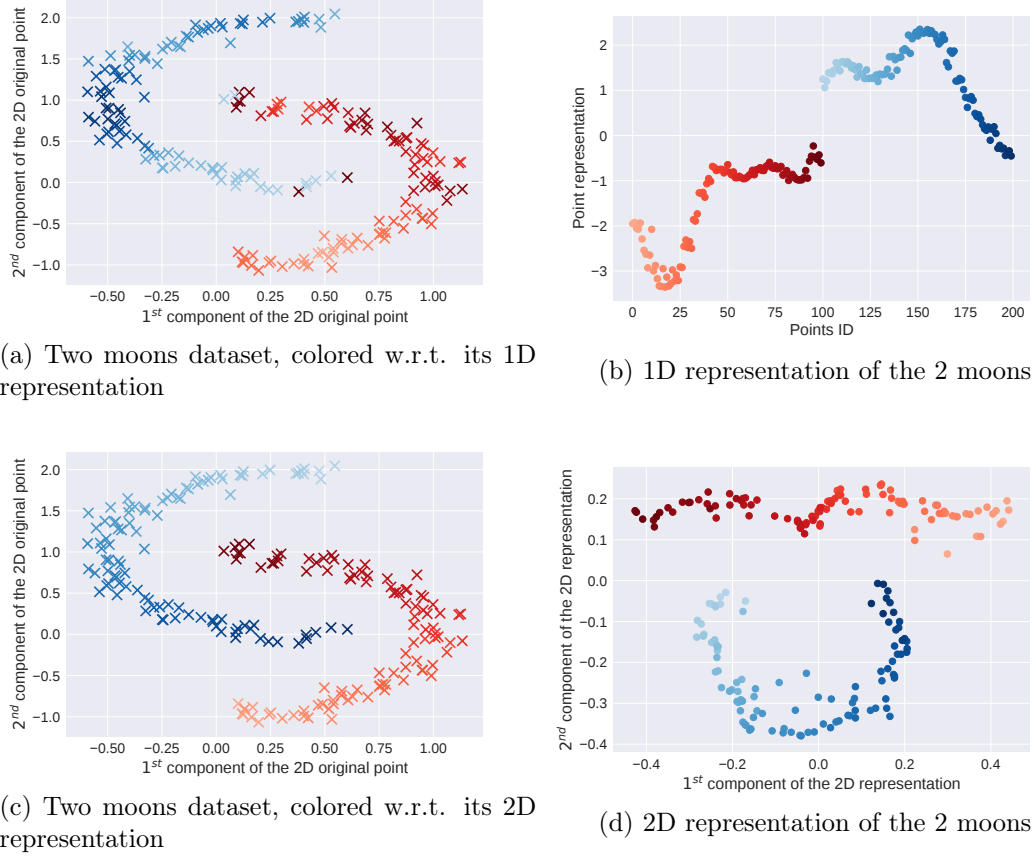 2.0
1.5
1.0
0.5
0.0
−0.5
−1.0
2nd component of the 2D original point
−0.50 −0.25 0.00 0.25 0.50 0.75 1.00
1st component of the 2D original point
(a) Two moons dataset, colored w.r.t. its 1D
representation
2
1
0
−1
−2
−3
Point representation
0 25 50 75 100 125 150 175 200
Points ID
(b) 1D representation of the 2 moons
2.0
1.5
1.0
0.5
0.0
−0.5
−1.0
2nd component of the 2D original point
−0.50 −0.25 0.00 0.25 0.50 0.75 1.00
1st component of the 2D original point
(c) Two moons dataset, colored w.r.t. its 2D
representation
0.2
0.1
0.0
−0.1
−0.2
−0.3
−0.4
2nd component of the 2D representation
−0.4 −0.2 0.0 0.2 0.4
1st component of the 2D representation
(d) 2D representation of the 2 moons